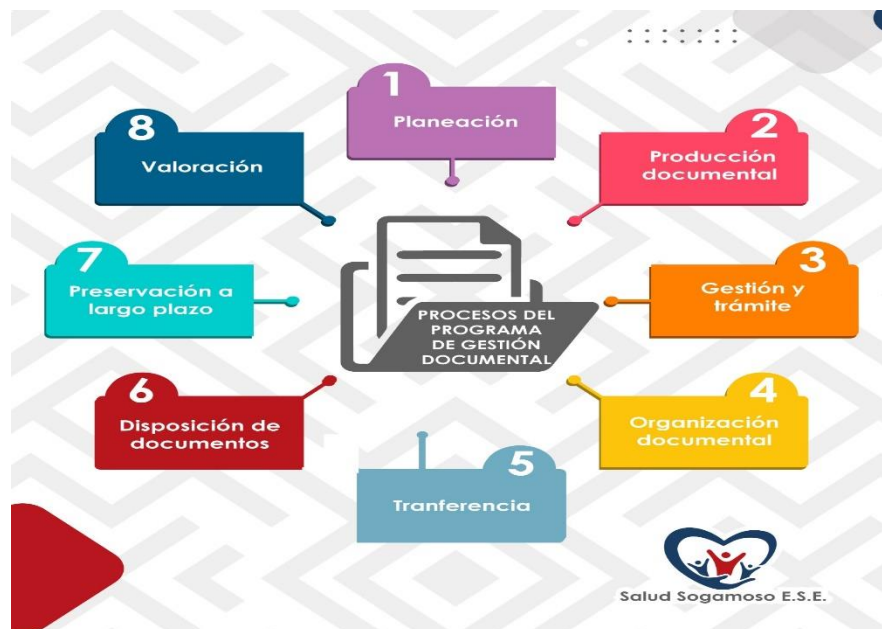 1
Planeación
2
Producción
documental
3
Gestión y
trámite
4
Organización
documental
5
Tranferencia
6
Disposición de
documentos
7
Preservación a
largo plazo
8
Valoración
PROCESOS DEL
PROGRAMA
DE GESTIÓN
DOCUMENTAL
Salud Sogamoso E.S.E.